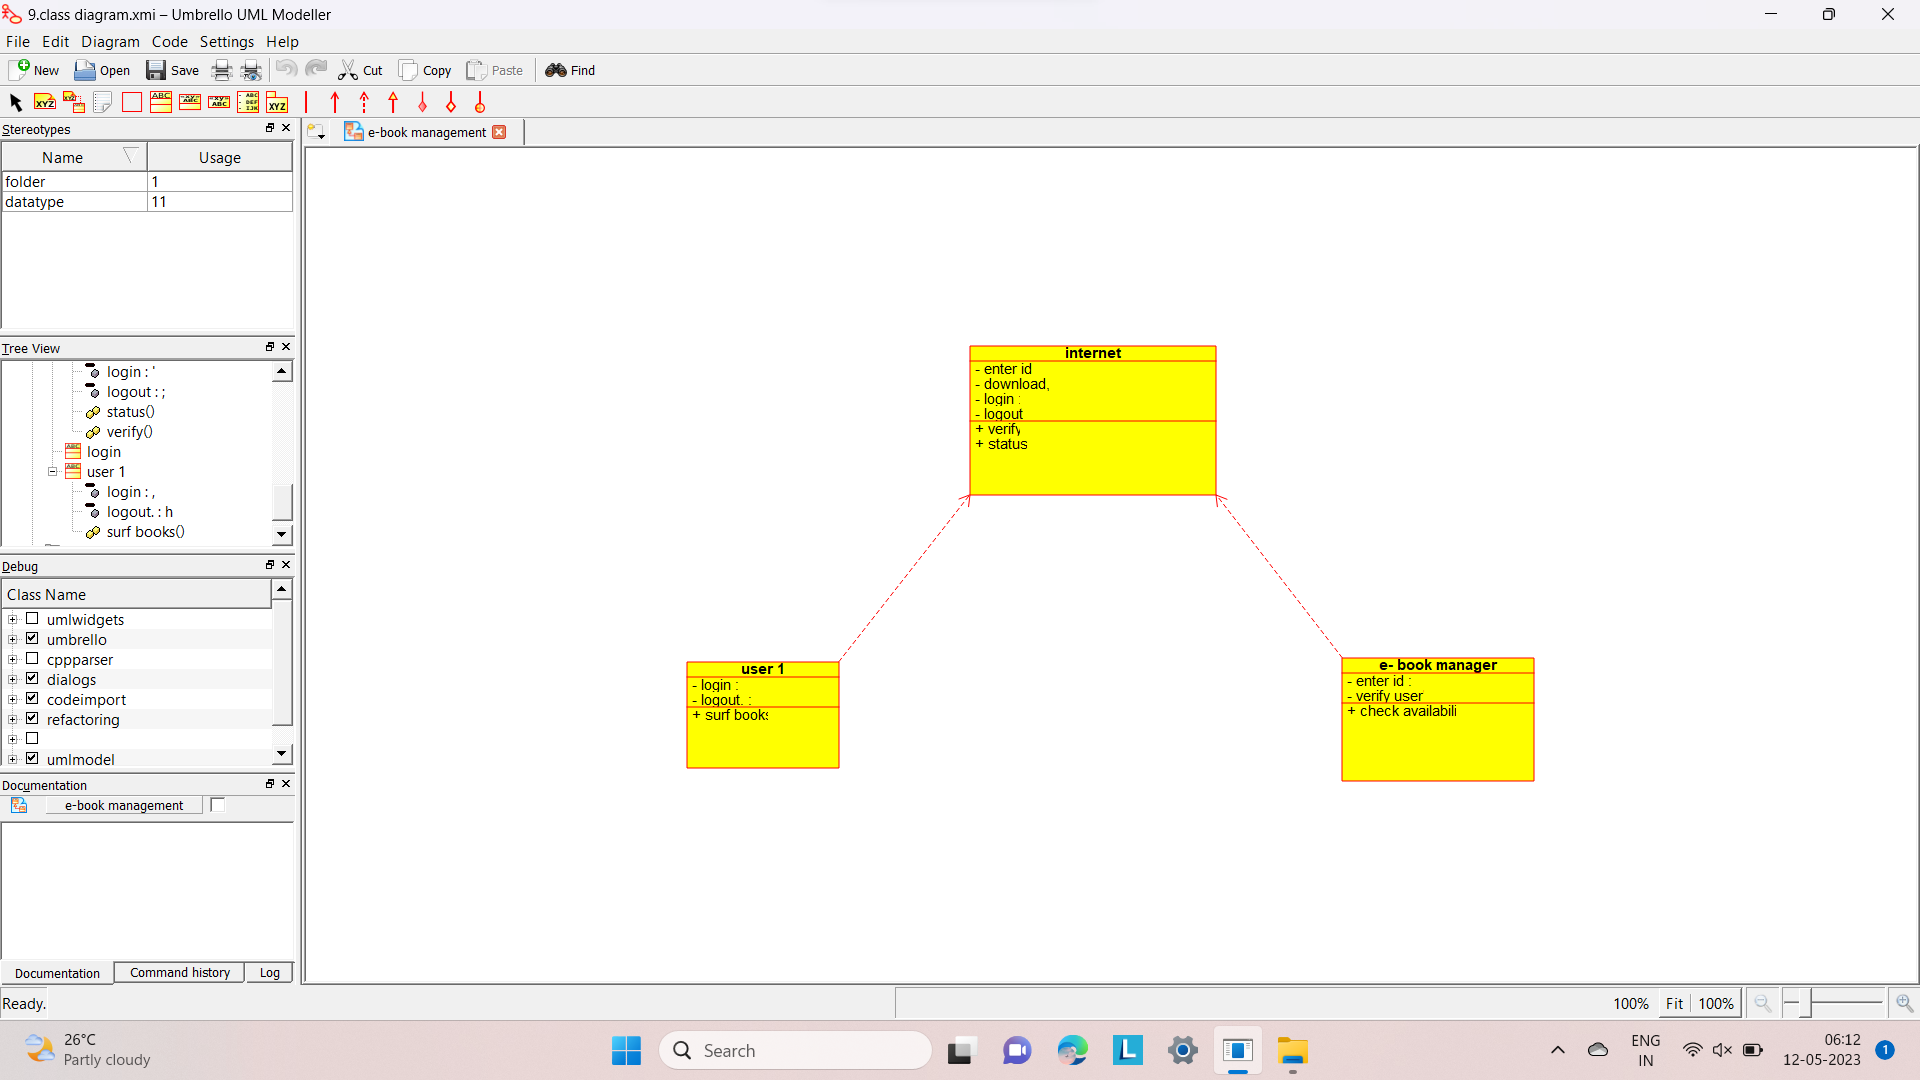 9.class diagram.xmi – Umbrello UML Modeller
File Edit Diagram Code Settings Help
New Open Save Cut Copy Paste Find
Stereotypes
Name Usage
folder 1
datatype 11
Tree View
login : '
logout : ;
status()
verify()
login
user 1
login : ,
logout. : h
surf books()
Debug
Class Name
umlwidgets
umbrello
cppparser
dialogs
codeimport
refactoring
umlmodel
Documentation
e-book management
Documentation Command history Log
Ready.
e-book management
internet
- enter id
- download,
- login :
- logout
+ verify
+ status
user 1
- login :
- logout. :
+ surf books
e- book manager
- enter id :
- verify user
+ check availabili
100% Fit 100%
26°C
Partly cloudy
Search
ENG
IN
06:12
12-05-2023
1